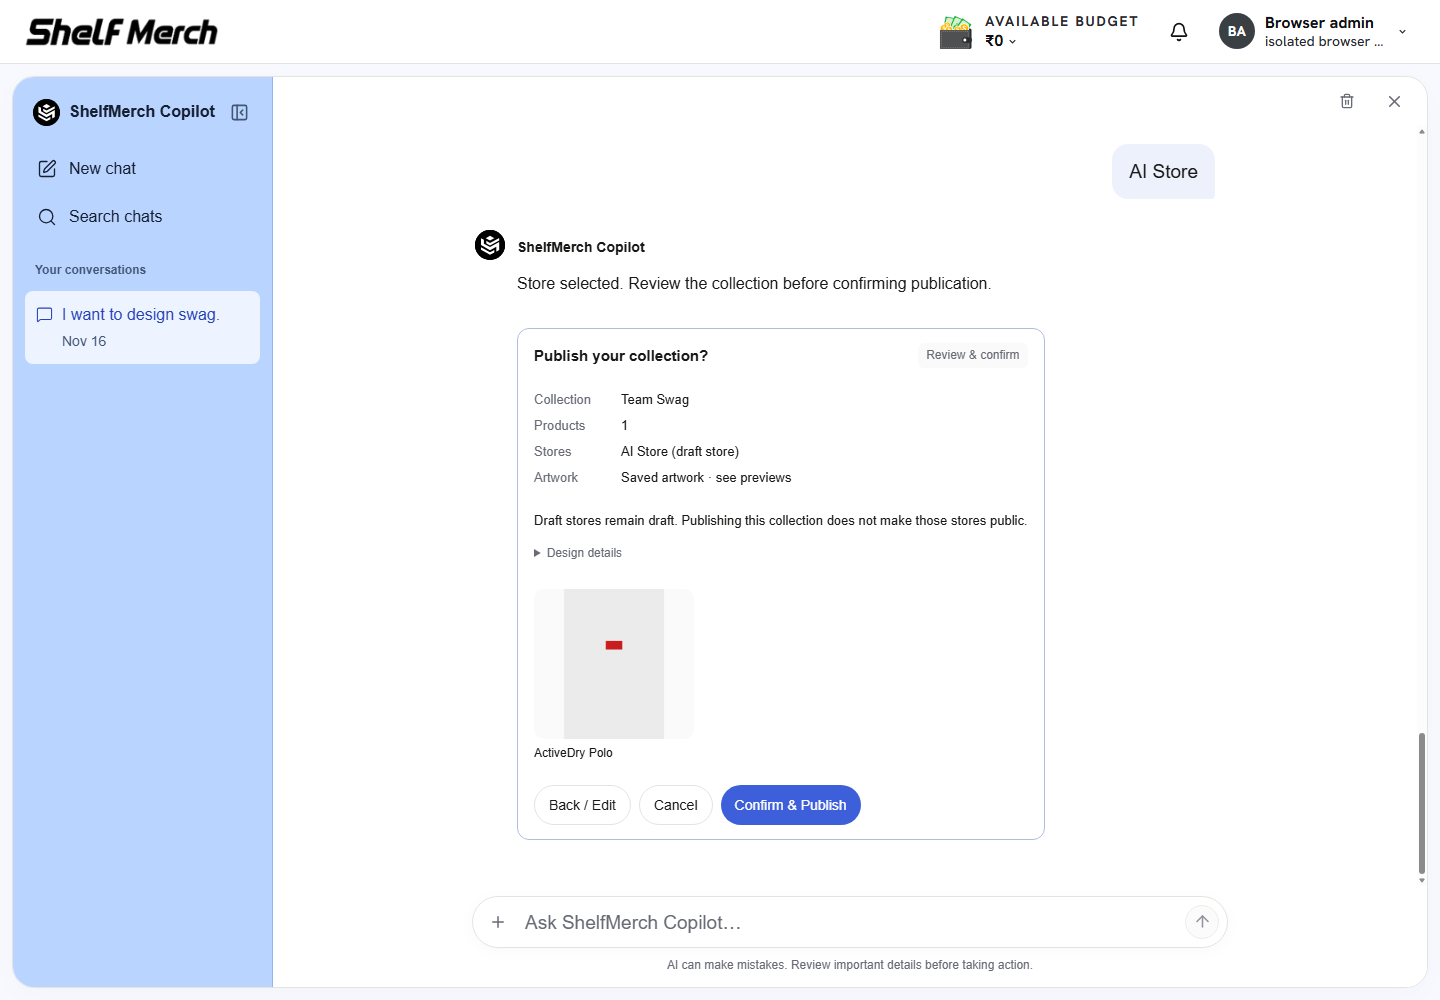 Shelf Merch
AVAILABLE BUDGET
₹0
BA
Browser admin
isolated browser ...
ShelfMerch Copilot
New chat
Search chats
Your conversations
I want to design swag.
Nov 16
AI Store
ShelfMerch Copilot
Store selected. Review the collection before confirming publication.
Publish your collection?
Review & confirm
Collection Team Swag
Products 1
Stores AI Store (draft store)
Artwork Saved artwork · see previews
Draft stores remain draft. Publishing this collection does not make those stores public.
Design details
ActiveDry Polo
Back / Edit
Cancel
Confirm & Publish
Ask ShelfMerch Copilot…
AI can make mistakes. Review important details before taking action.